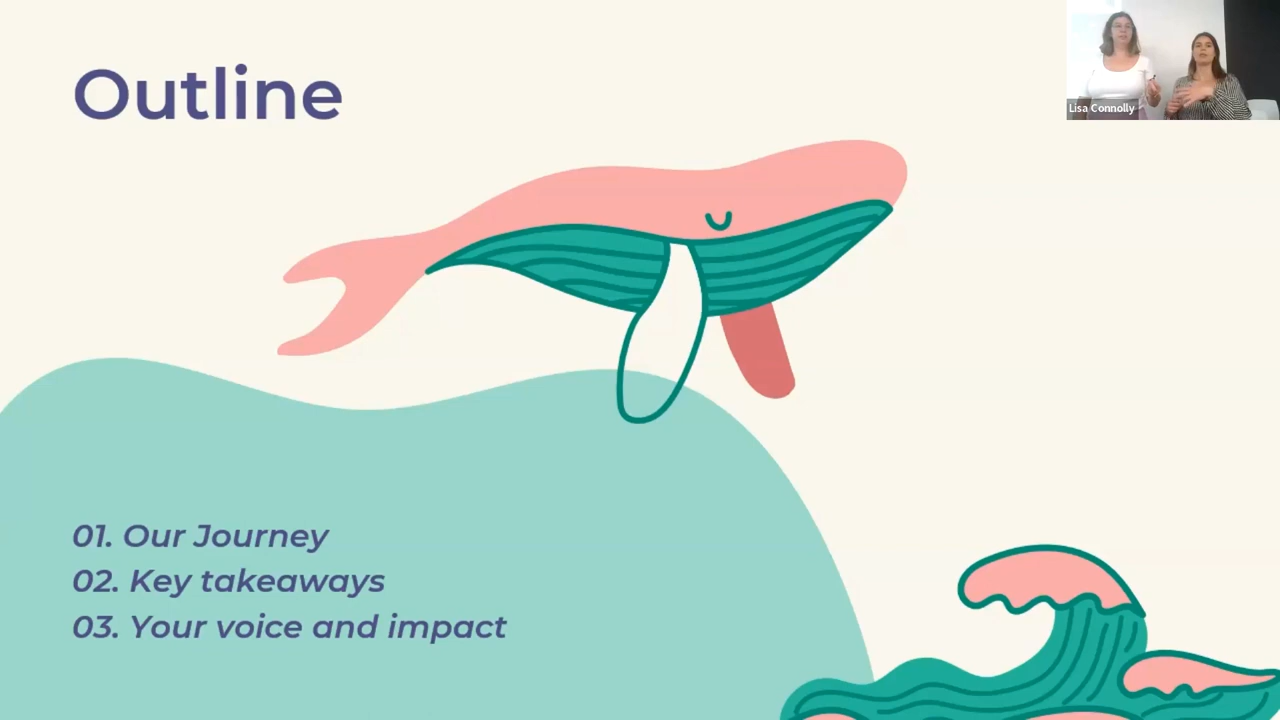 Outline
Lisa Connolly
01. Our Journey
02. Key takeaways
03. Your voice and impact